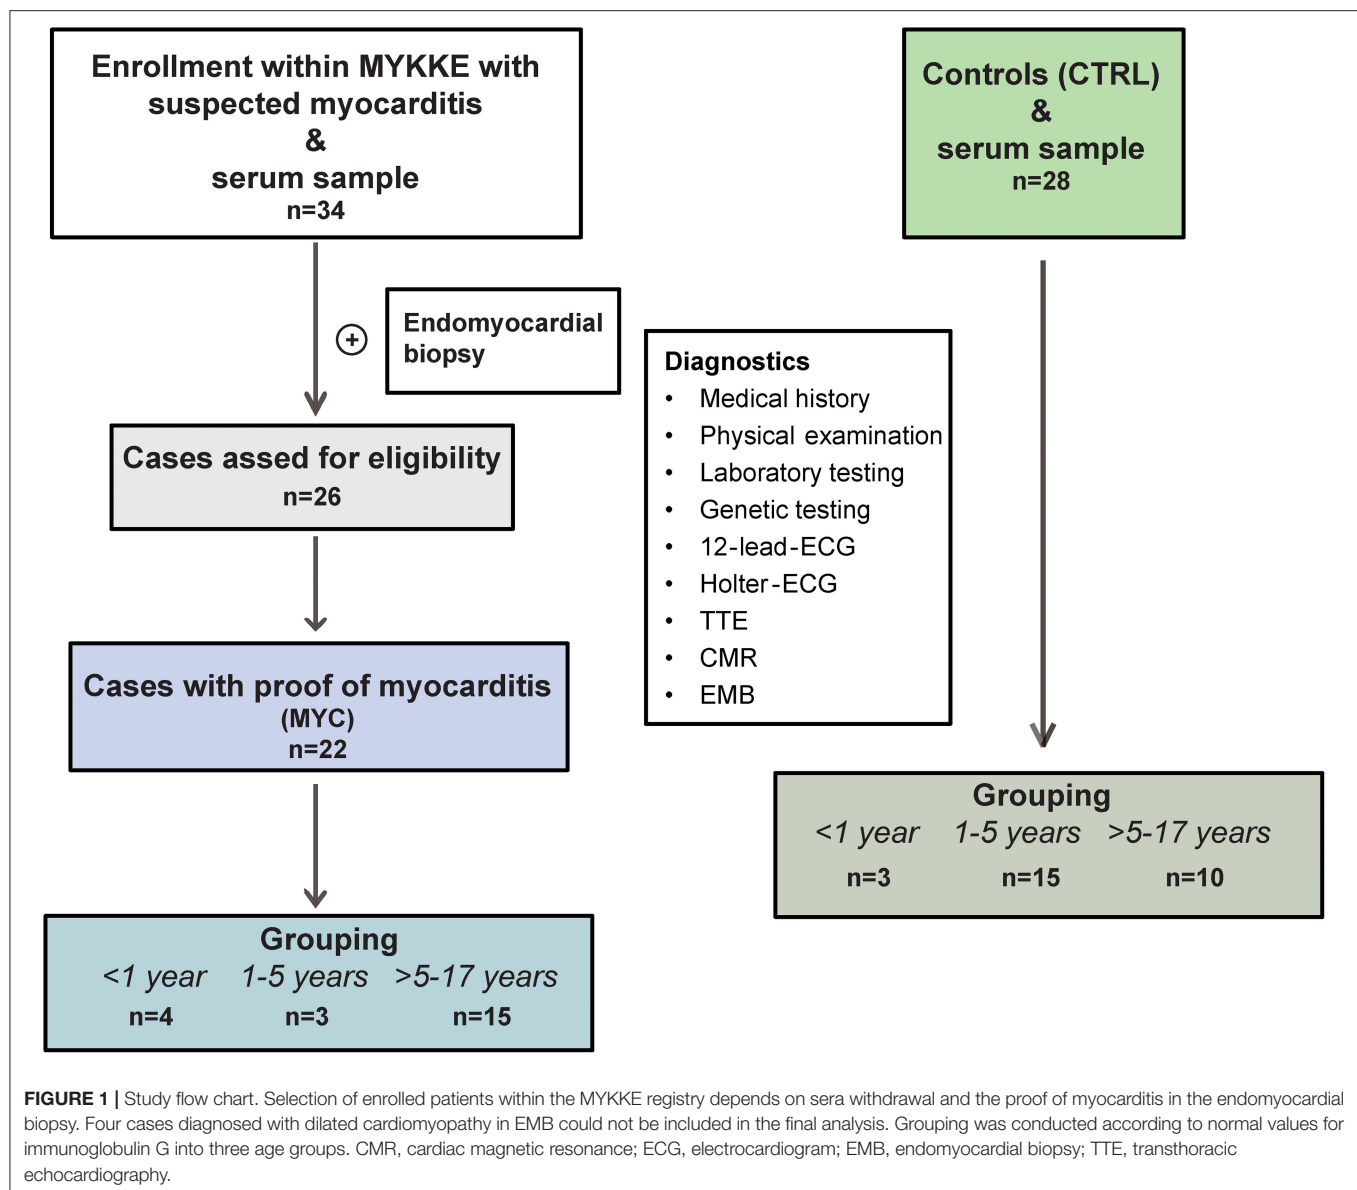 Enrollment within MYKKE with
suspected myocarditis
&
serum sample
n=34
Controls (CTRL)
&
serum sample
n=28
+
Endomyocardial
biopsy
Diagnostics
• Medical history
• Physical examination
• Laboratory testing
• Genetic testing
• 12-lead-ECG
• Holter-ECG
• TTE
• CMR
• EMB
Cases assed for eligibility
n=26
Cases with proof of myocarditis
(MYC)
n=22
Grouping
<1 year 1-5 years >5-17 years
n=3 n=15 n=10
Grouping
<1 year 1-5 years >5-17 years
n=4 n=3 n=15
FIGURE 1 | Study flow chart. Selection of enrolled patients within the MYKKE registry depends on sera withdrawal and the proof of myocarditis in the endomyocardial
biopsy. Four cases diagnosed with dilated cardiomyopathy in EMB could not be included in the final analysis. Grouping was conducted according to normal values for
immunoglobulin G into three age groups. CMR, cardiac magnetic resonance; ECG, electrocardiogram; EMB, endomyocardial biopsy; TTE, transthoracic
echocardiography.